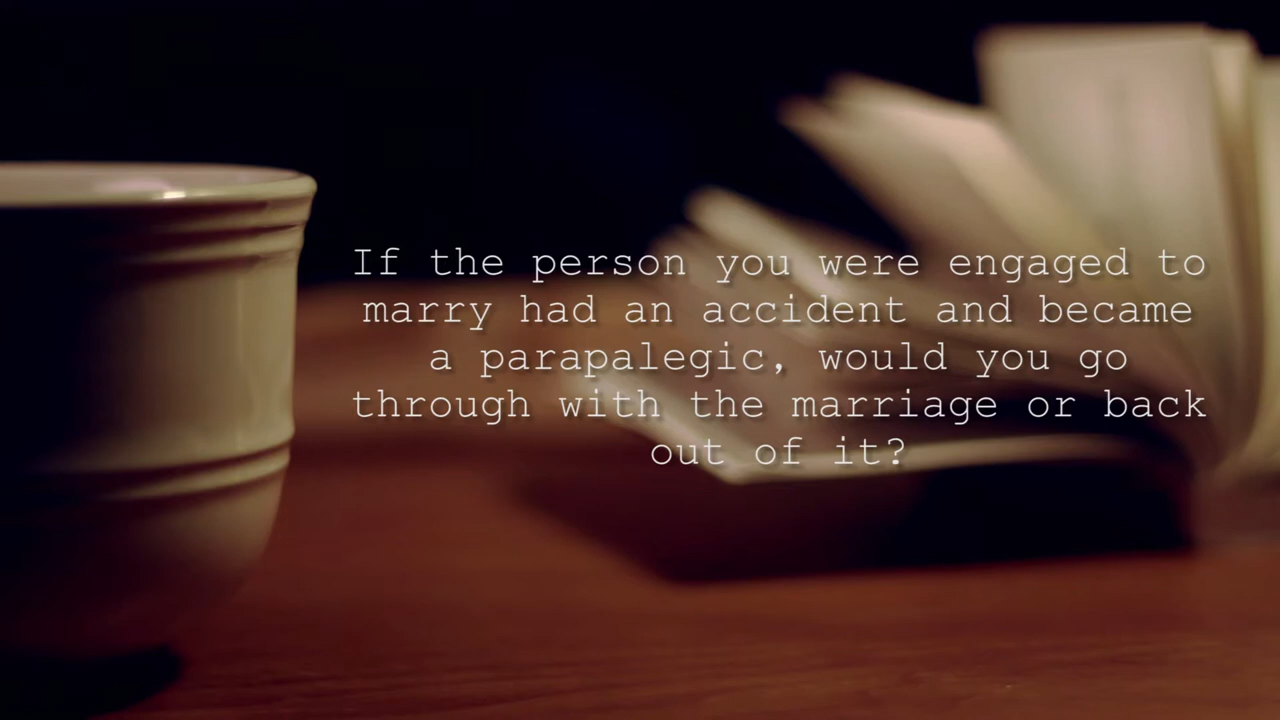 If the person you were engaged to
marry had an accident and became
a parapalegic, would you go
through with the marriage or back
out of it?